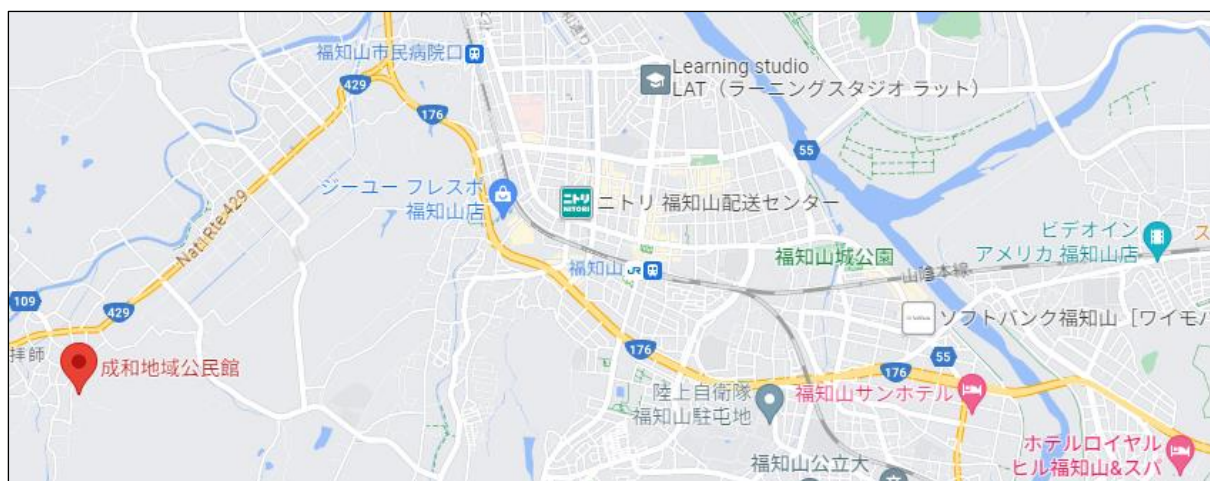 福知山市民病院口
429
176
Learning studio
LAT（ラーニングスタジオ ラット）
55
Nat'l Rte 429
ジーユー フレスポ
福知山店
ニトリ
NITORI
ニトリ 福知山配送センター
ビデオイン
アメリカ 福知山店
ス
福知山城公園
福知山
JR
山陰本線
109
429
ソフトバンク福知山［ワイモバ
拝師
成和地域公民館
176
55
176
陸上自衛隊
福知山駐屯地
福知山サンホテル
ホテルロイヤル
ヒル福知山&スパ
福知山公立大